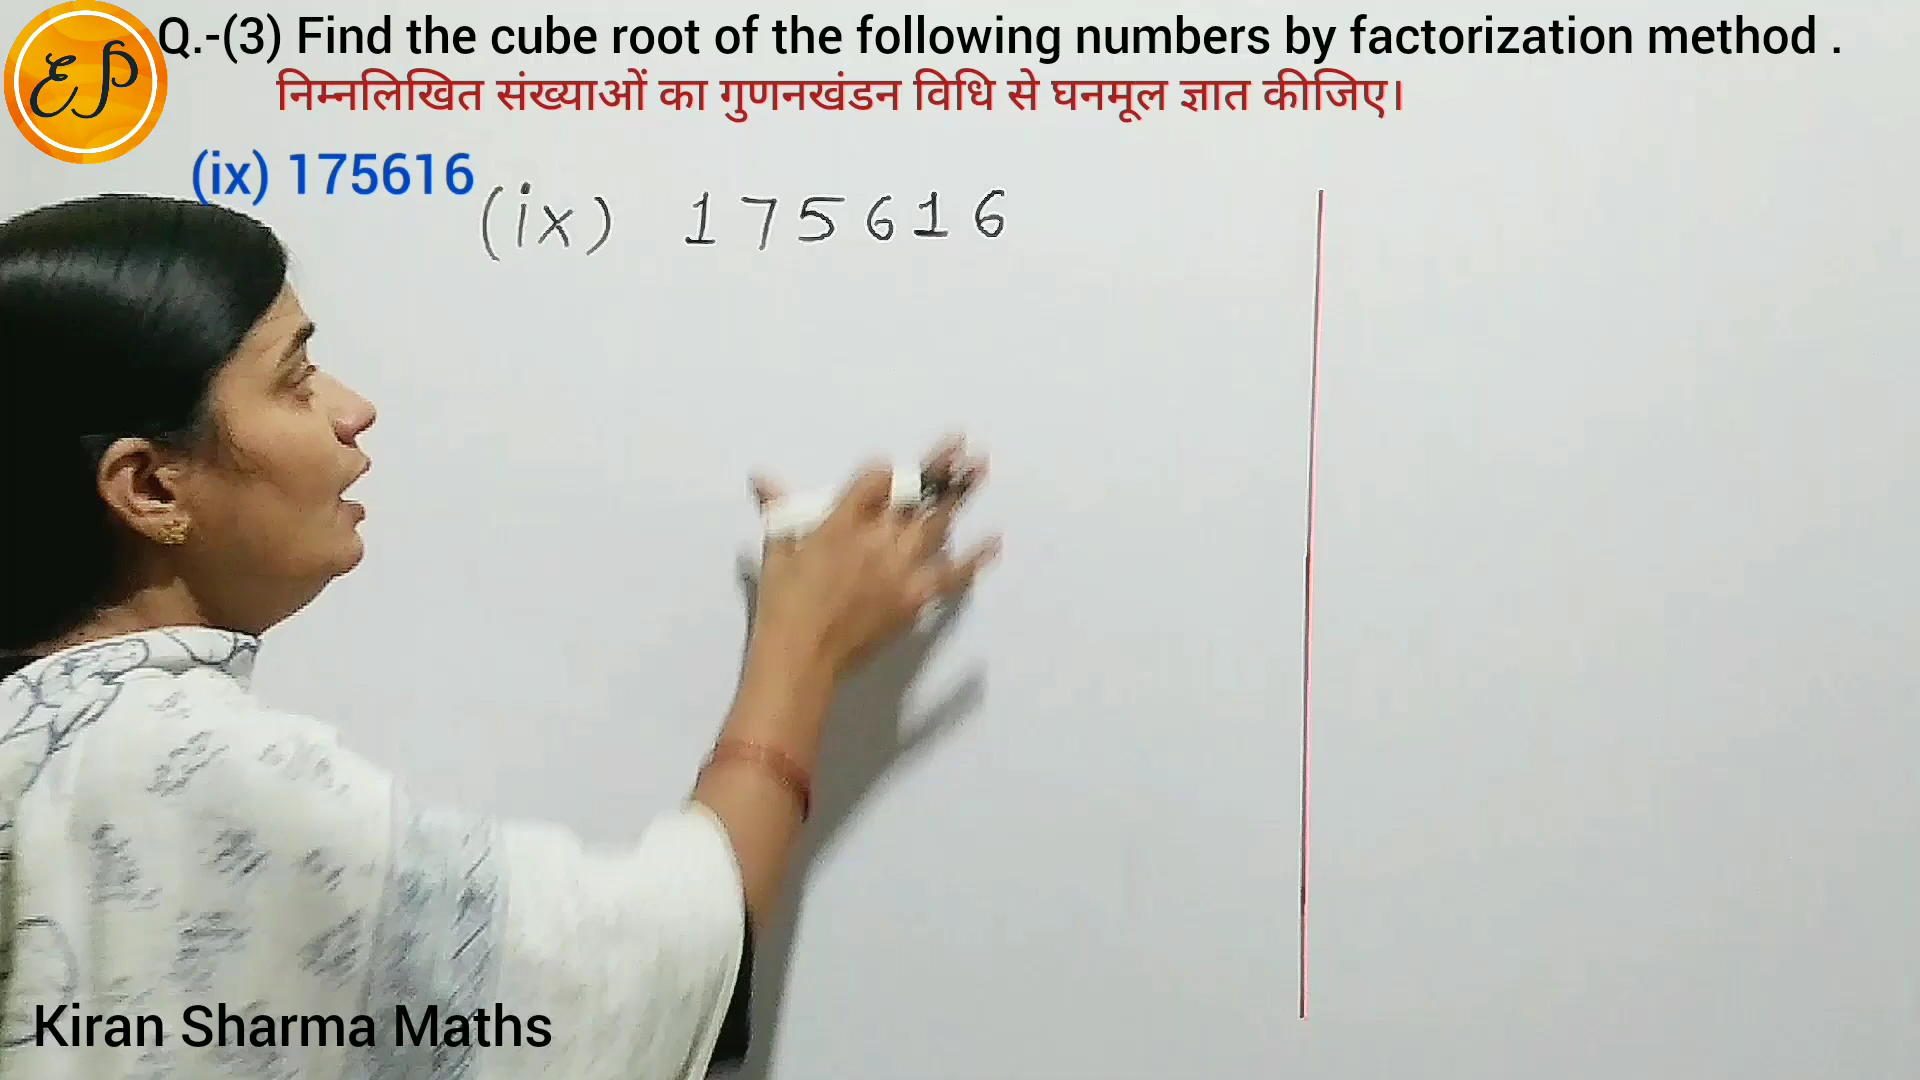 EP
Q.-(3) Find the cube root of the following numbers by factorization method .
निम्नलिखित संख्याओं का गुणनखंडन विधि से घनमूल ज्ञात कीजिए।
(ix) 175616
(ix) 175616
Kiran Sharma Maths